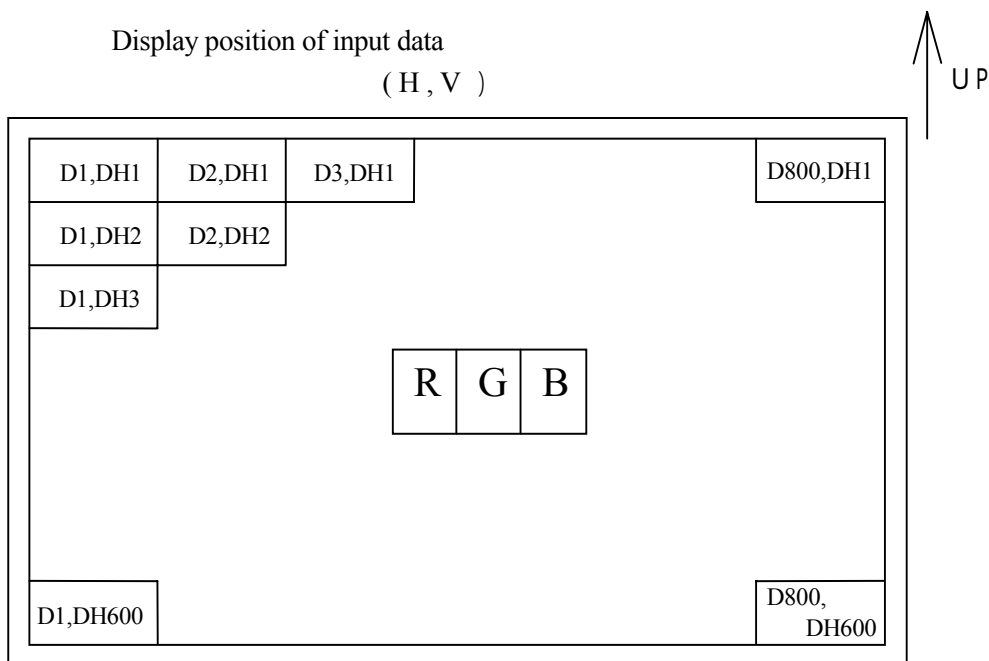 Display position of input data
( H , V )
UP
D1,DH1 D2,DH1 D3,DH1 D800,DH1
D1,DH2 D2,DH2
D1,DH3
R G B
D1,DH600
D800,
DH600